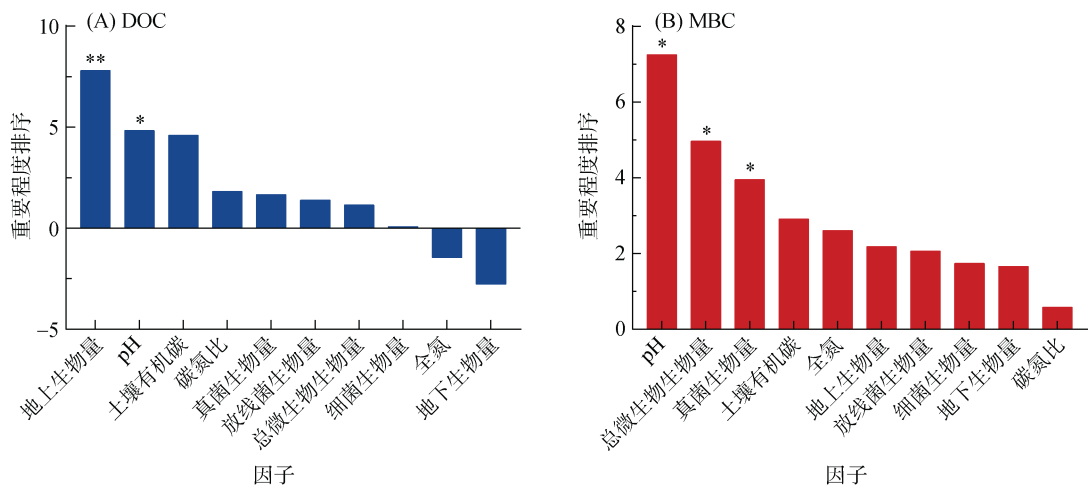 (A) DOC
重要程度排序
10
5
0
−5
**
*
地上生物量
pH
土壤有机碳
碳氮比
真菌生物量
放线菌生物量
总微生物生物量
细菌生物量
全氮
地下生物量
因子
(B) MBC
重要程度排序
8
6
4
2
0
*
*
*
pH
总微生物生物量
真菌生物量
土壤有机碳
全氮
地上生物量
放线菌生物量
细菌生物量
地下生物量
碳氮比
因子